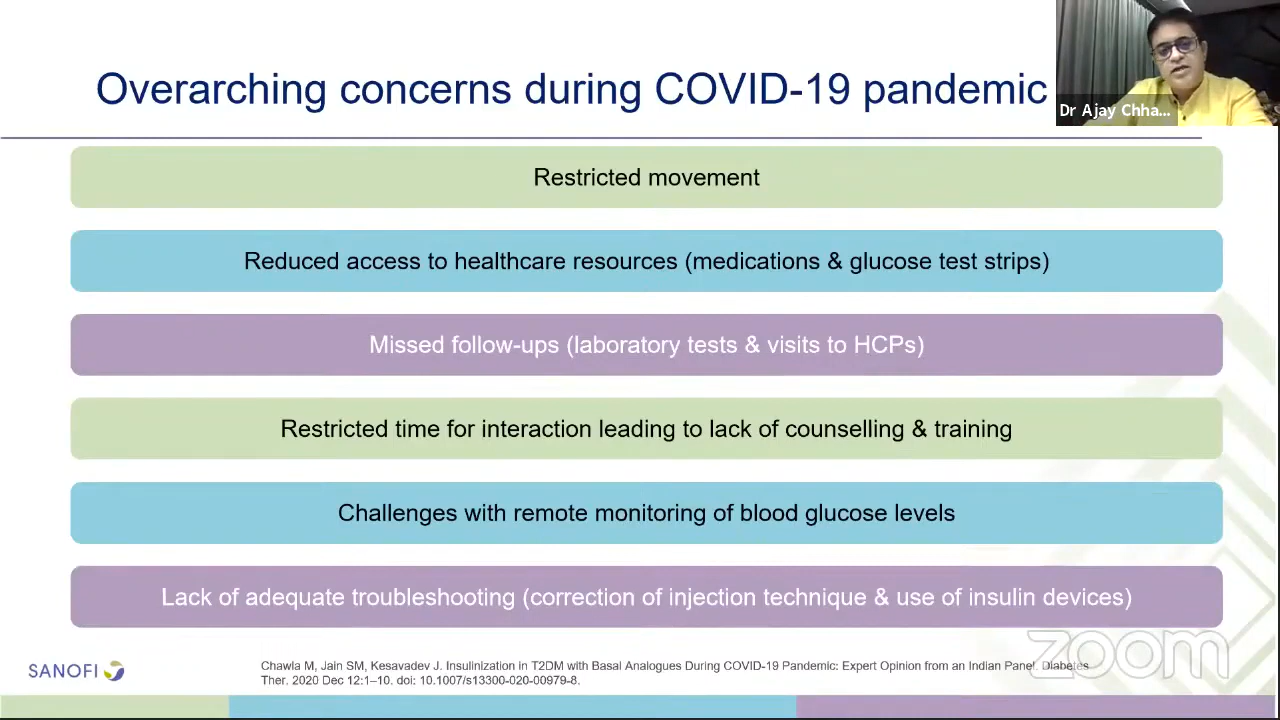 Overarching concerns during COVID-19 pandemic
Dr Ajay Chha...
Restricted movement
Reduced access to healthcare resources (medications & glucose test strips)
Missed follow-ups (laboratory tests & visits to HCPs)
Restricted time for interaction leading to lack of counselling & training
Challenges with remote monitoring of blood glucose levels
Lack of adequate troubleshooting (correction of injection technique & use of insulin devices)
zoom
SANOFI
Chawla M, Jain SM, Kesavadev J. Insulinization in T2DM with Basal Analogues During COVID-19 Pandemic: Expert Opinion from an Indian Panel. Diabetes
Ther. 2020 Dec 12:1–10. doi: 10.1007/s13300-020-00979-8.